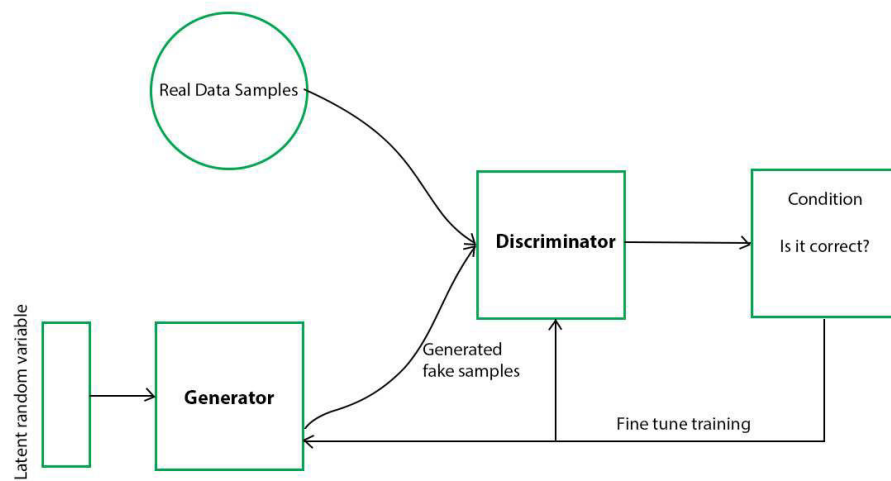 Real Data Samples
Discriminator
Condition
Is it correct?
Latent random variable
Generator
Generated
fake samples
Fine tune training